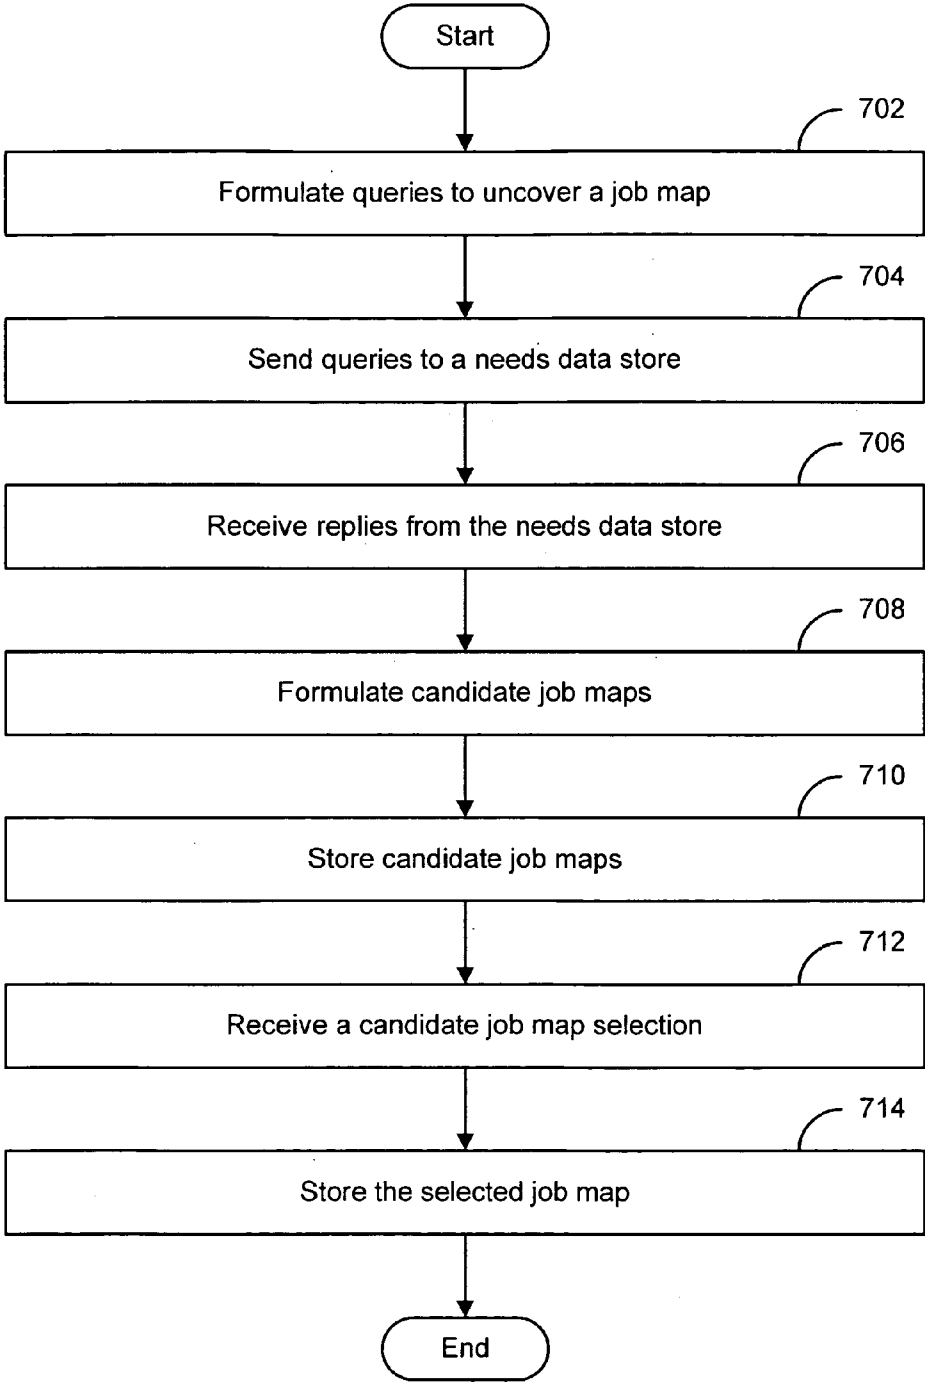 Start
702
Formulate queries to uncover a job map
704
Send queries to a needs data store
706
Receive replies from the needs data store
708
Formulate candidate job maps
710
Store candidate job maps
712
Receive a candidate job map selection
714
Store the selected job map
End